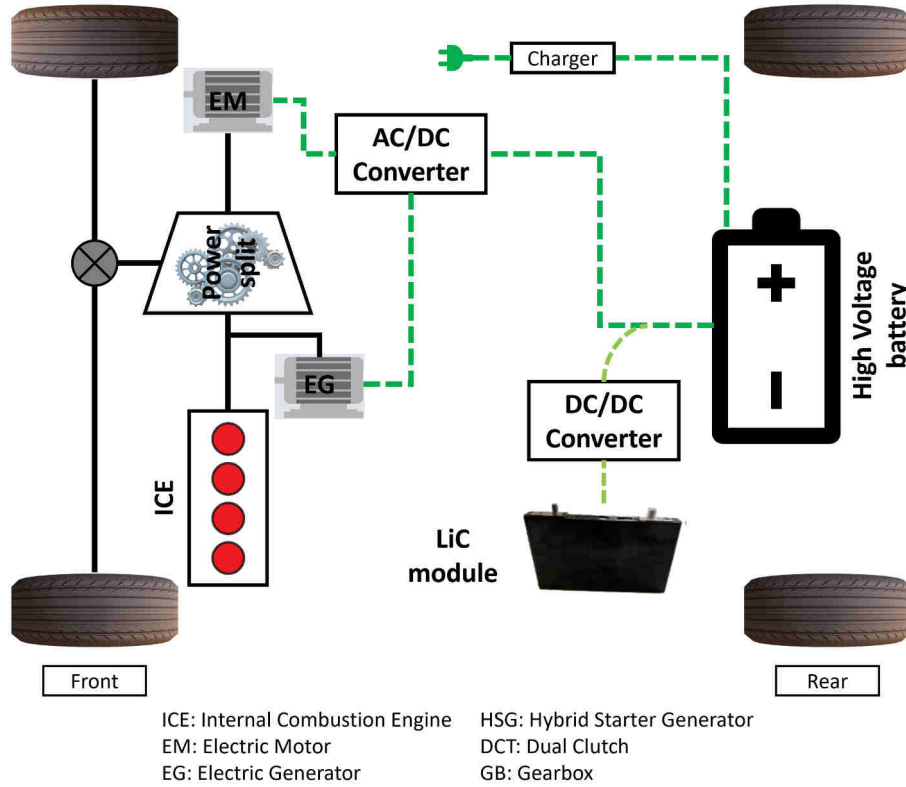 Charger
EM
AC/DC
Converter
Power
split
High Voltage
battery
EG
DC/DC
Converter
ICE
LiC
module
Front
Rear
ICE: Internal Combustion Engine
EM: Electric Motor
EG: Electric Generator
HSG: Hybrid Starter Generator
DCT: Dual Clutch
GB: Gearbox